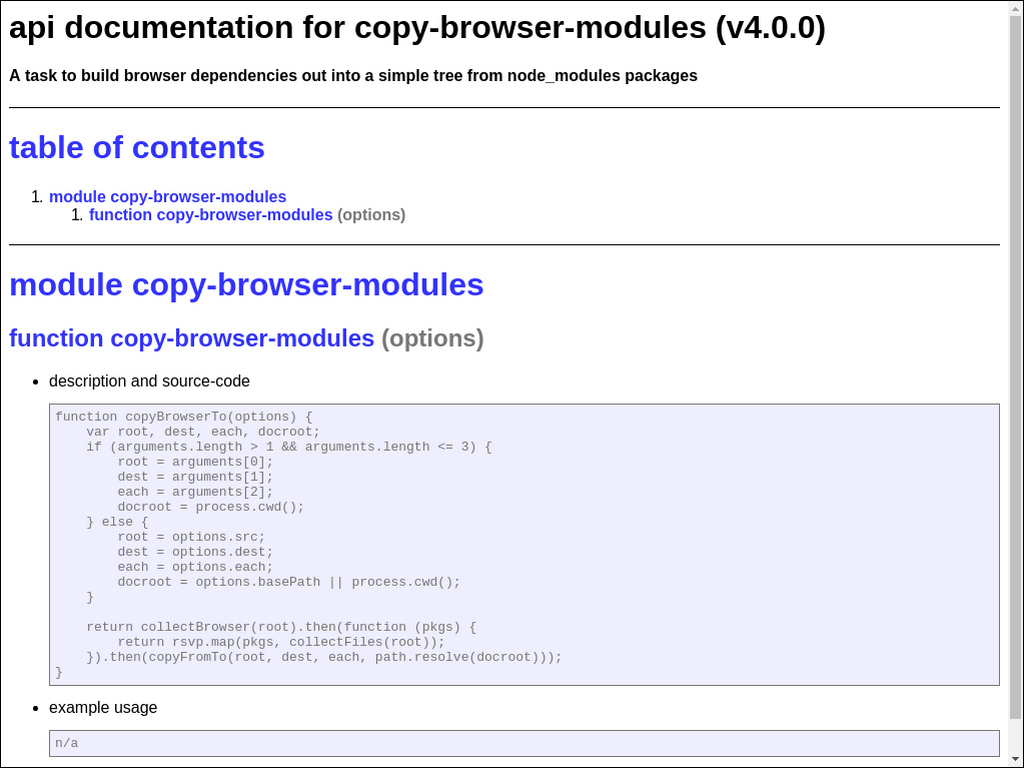 api documentation for copy-browser-modules (v4.0.0)
A task to build browser dependencies out into a simple tree from node_modules packages
table of contents
1. module copy-browser-modules
1. function copy-browser-modules (options)
module copy-browser-modules
function copy-browser-modules (options)
• description and source-code
function copyBrowserTo(options) {
    var root, dest, each, docroot;
    if (arguments.length > 1 && arguments.length <= 3) {
        root = arguments[0];
        dest = arguments[1];
        each = arguments[2];
        docroot = process.cwd();
    } else {
        root = options.src;
        dest = options.dest;
        each = options.each;
        docroot = options.basePath || process.cwd();
    }

    return collectBrowser(root).then(function (pkgs) {
        return rsvp.map(pkgs, collectFiles(root));
    }).then(copyFromTo(root, dest, each, path.resolve(docroot)));
}
• example usage
n/a